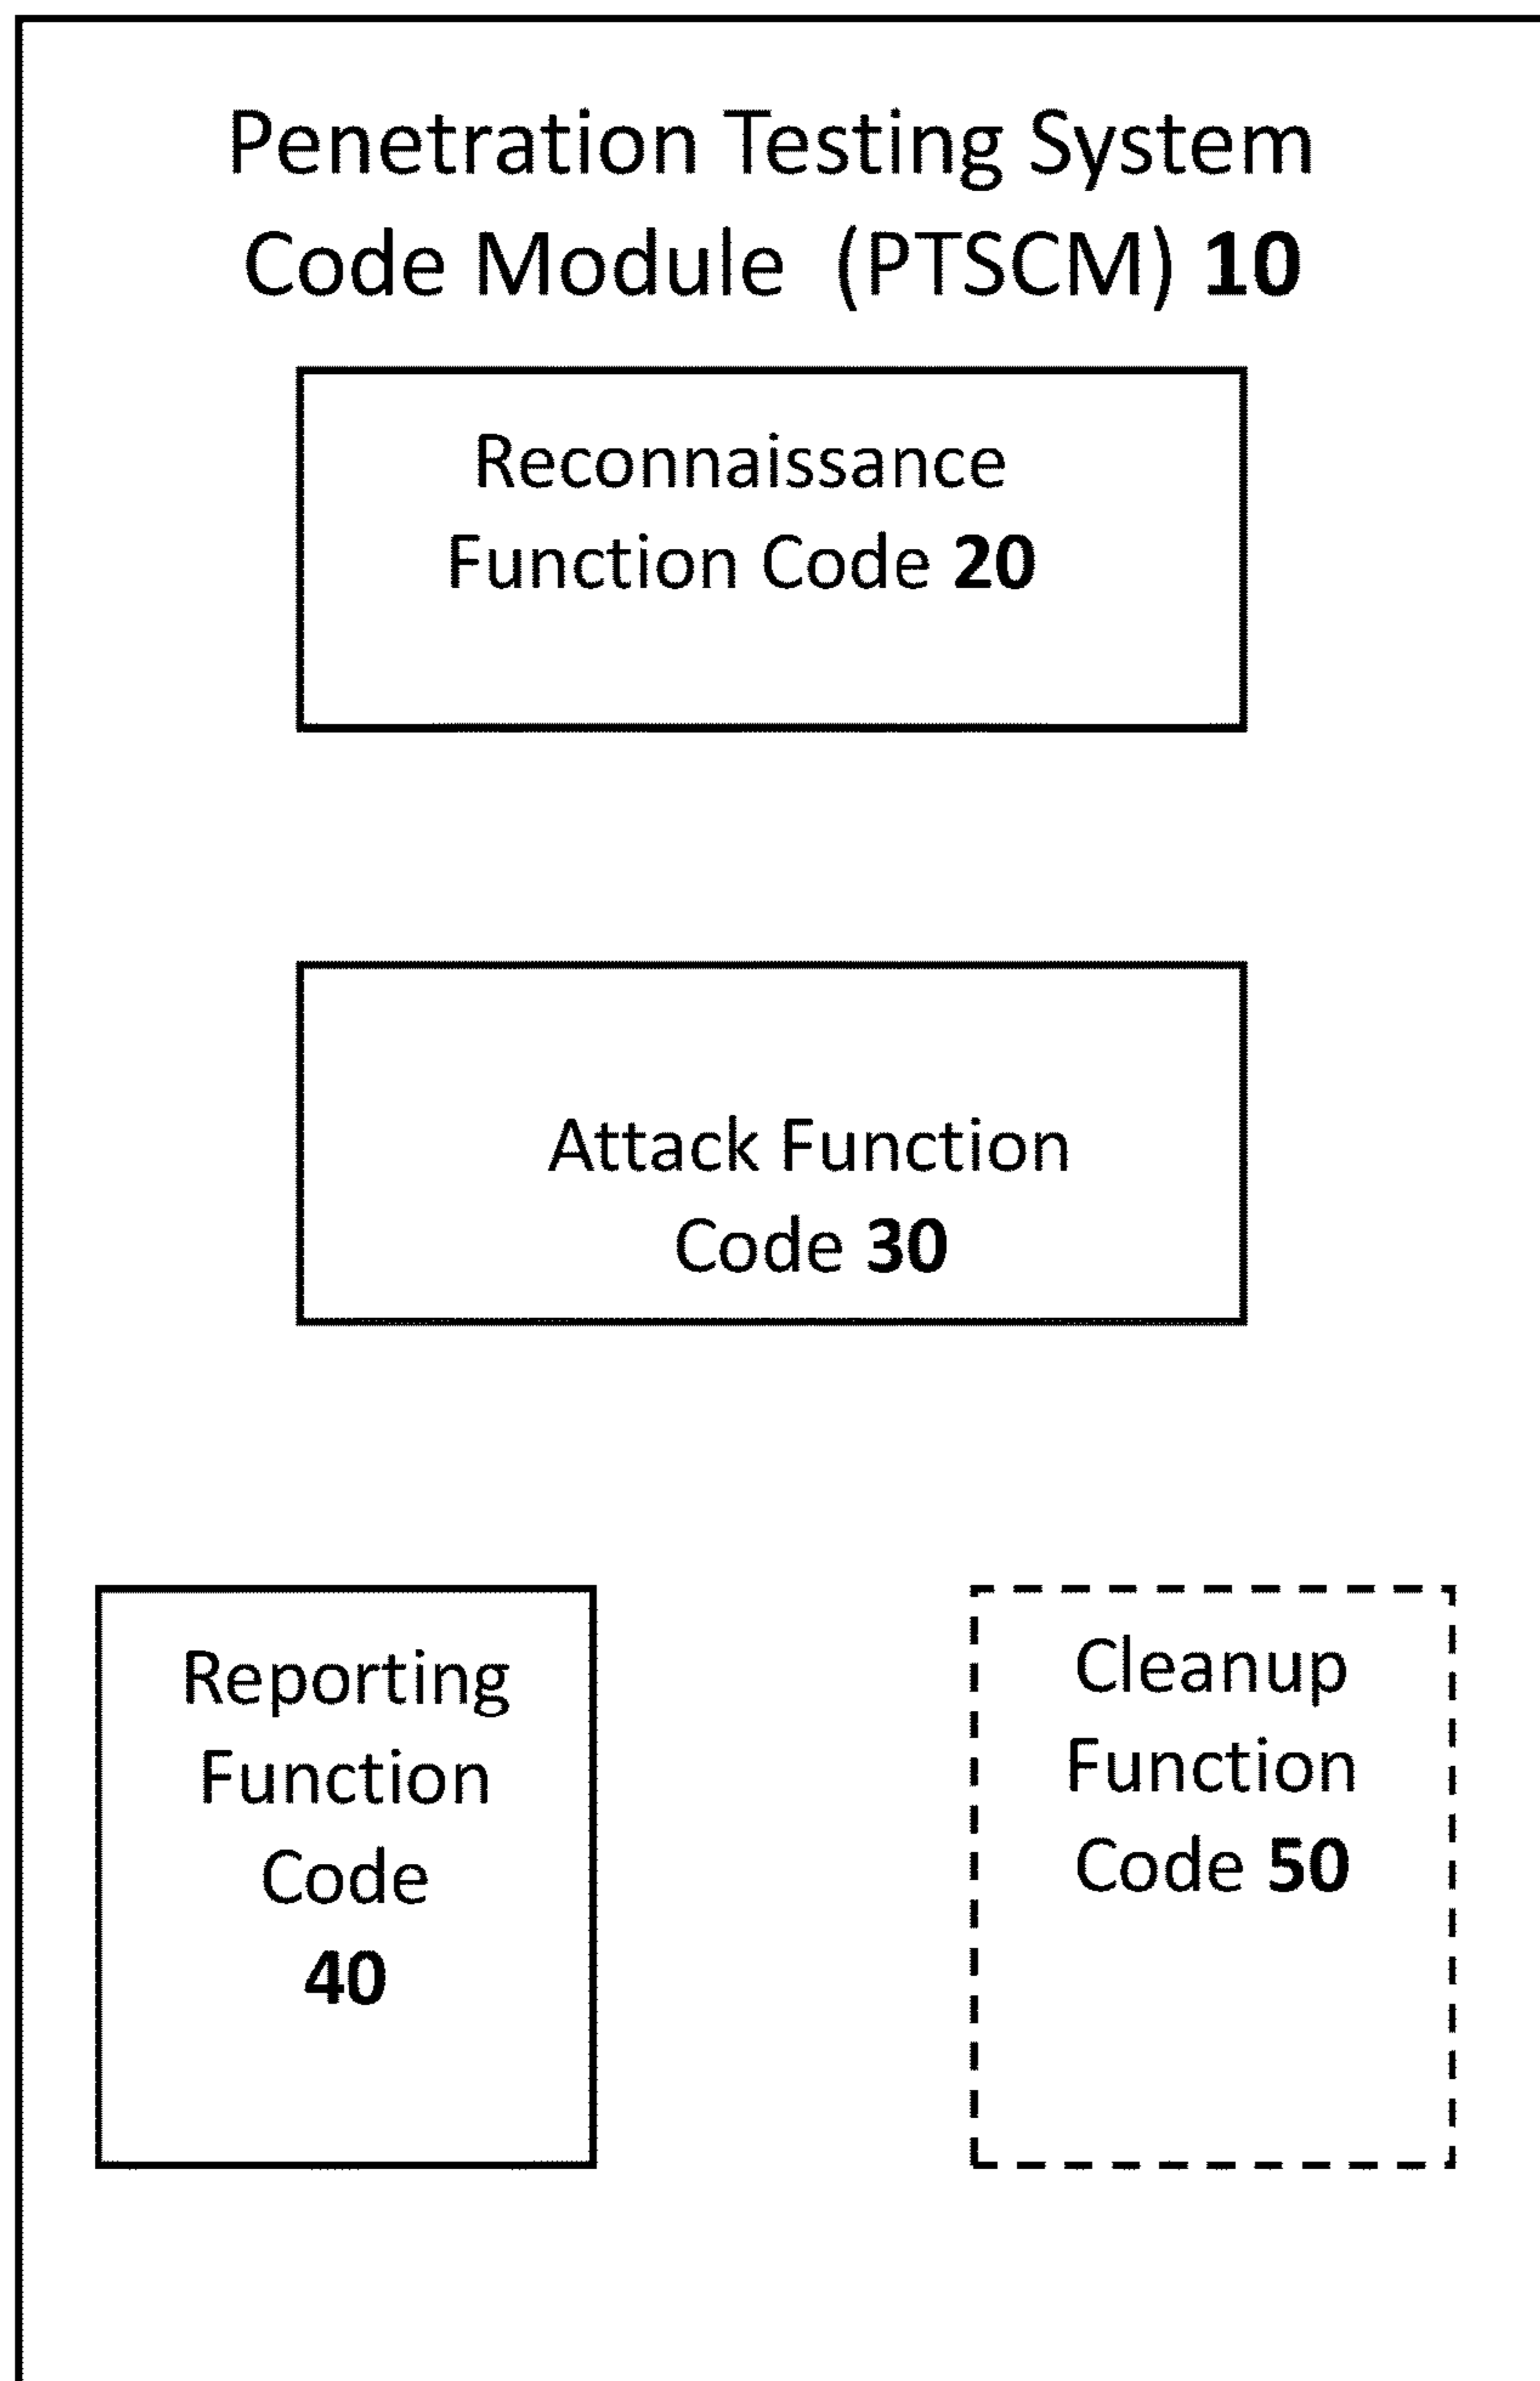 Penetration Testing System
Code Module (PTSCM) 10
Reconnaissance
Function Code 20
Attack Function
Code 30
Reporting
Function
Code
40
Cleanup
Function
Code 50